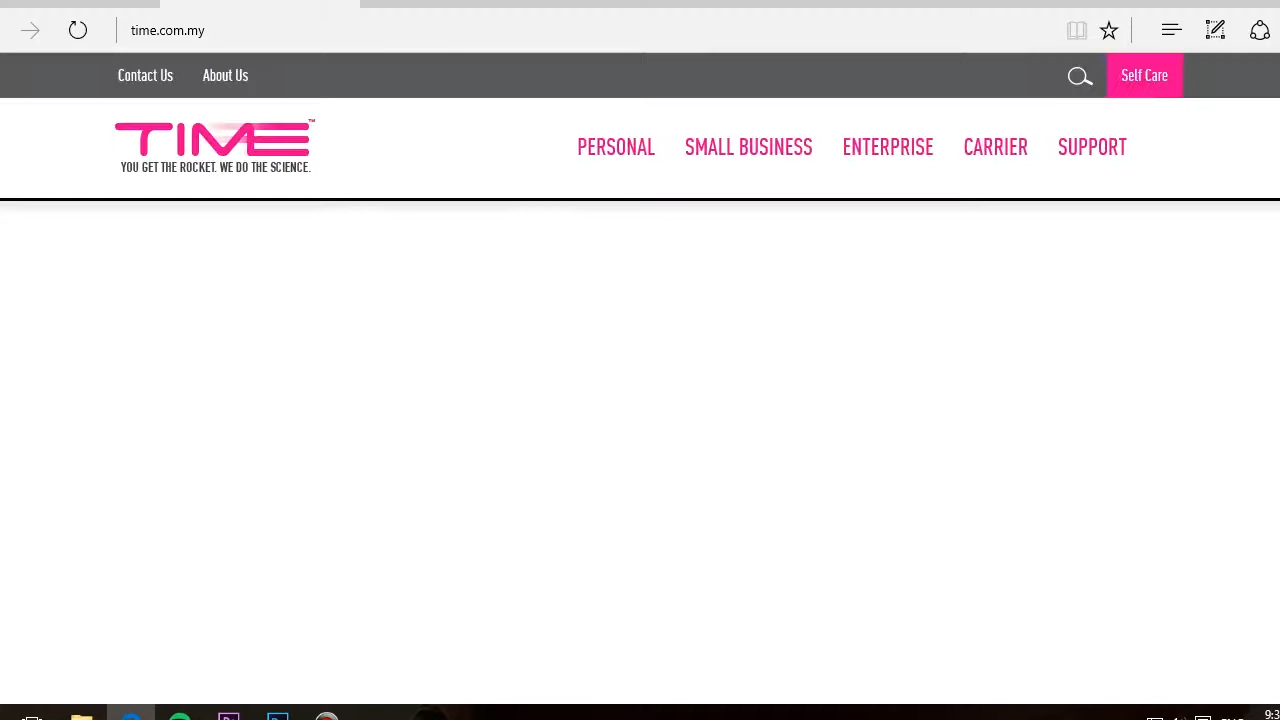 time.com.my
Contact Us About Us Self Care
TIME™
YOU GET THE ROCKET. WE DO THE SCIENCE.
PERSONAL SMALL BUSINESS ENTERPRISE CARRIER SUPPORT